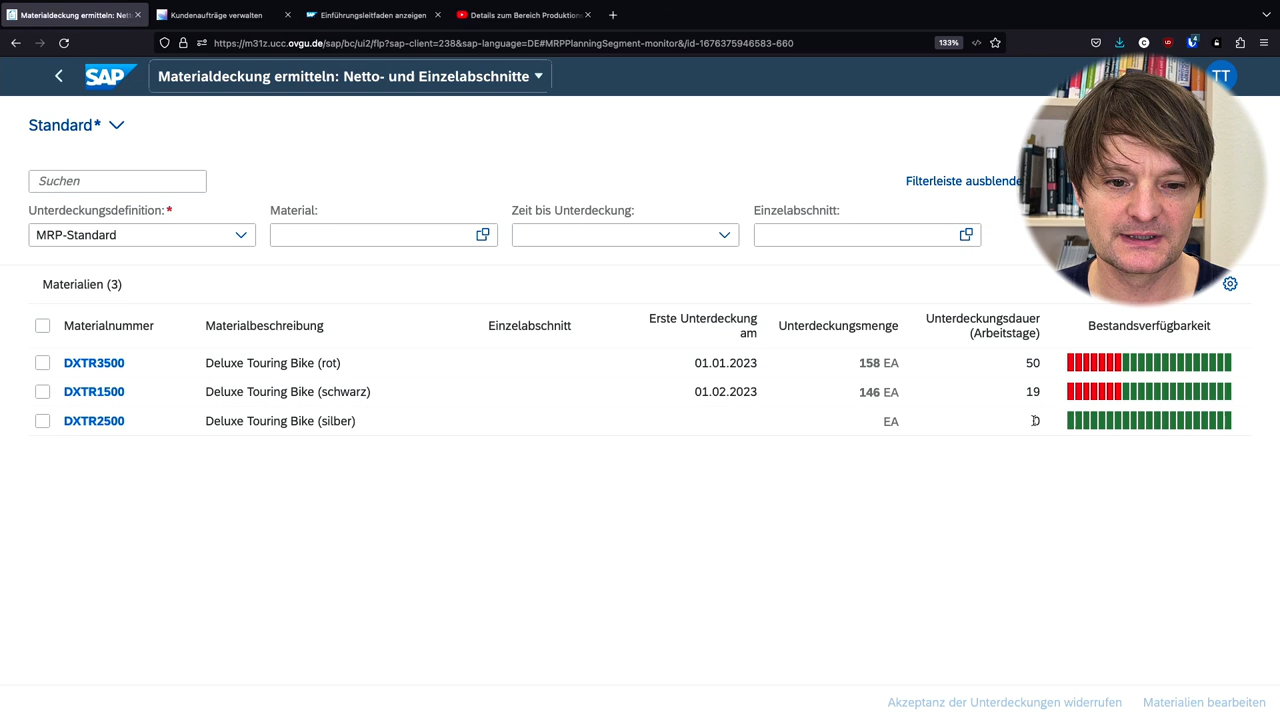 Materialdeckung ermitteln: Nett
Kundenaufträge verwalten
Einführungsleitfaden anzeigen
Details zum Bereich Produktion
https://m31z.ucc.ovgu.de/sap/bc/ui2/flp?sap-client=238&sap-language=DE#MRPPlanningSegment-monitor&/id-1676375946583-660
133%
SAP
Materialdeckung ermitteln: Netto- und Einzelabschnitte
TT
Standard*
Suchen
Filterleiste ausblende
Unterdeckungsdefinition:*
Material:
Zeit bis Unterdeckung:
Einzelabschnitt:
MRP-Standard
Materialien (3)
Materialnummer Materialbeschreibung Einzelabschnitt Erste Unterdeckung am Unterdeckungsmenge Unterdeckungsdauer (Arbeitstage) Bestandsverfügbarkeit
DXTR3500 Deluxe Touring Bike (rot) 01.01.2023 158 EA 50
DXTR1500 Deluxe Touring Bike (schwarz) 01.02.2023 146 EA 19
DXTR2500 Deluxe Touring Bike (silber) EA 0
Akzeptanz der Unterdeckungen widerrufen Materialien bearbeiten